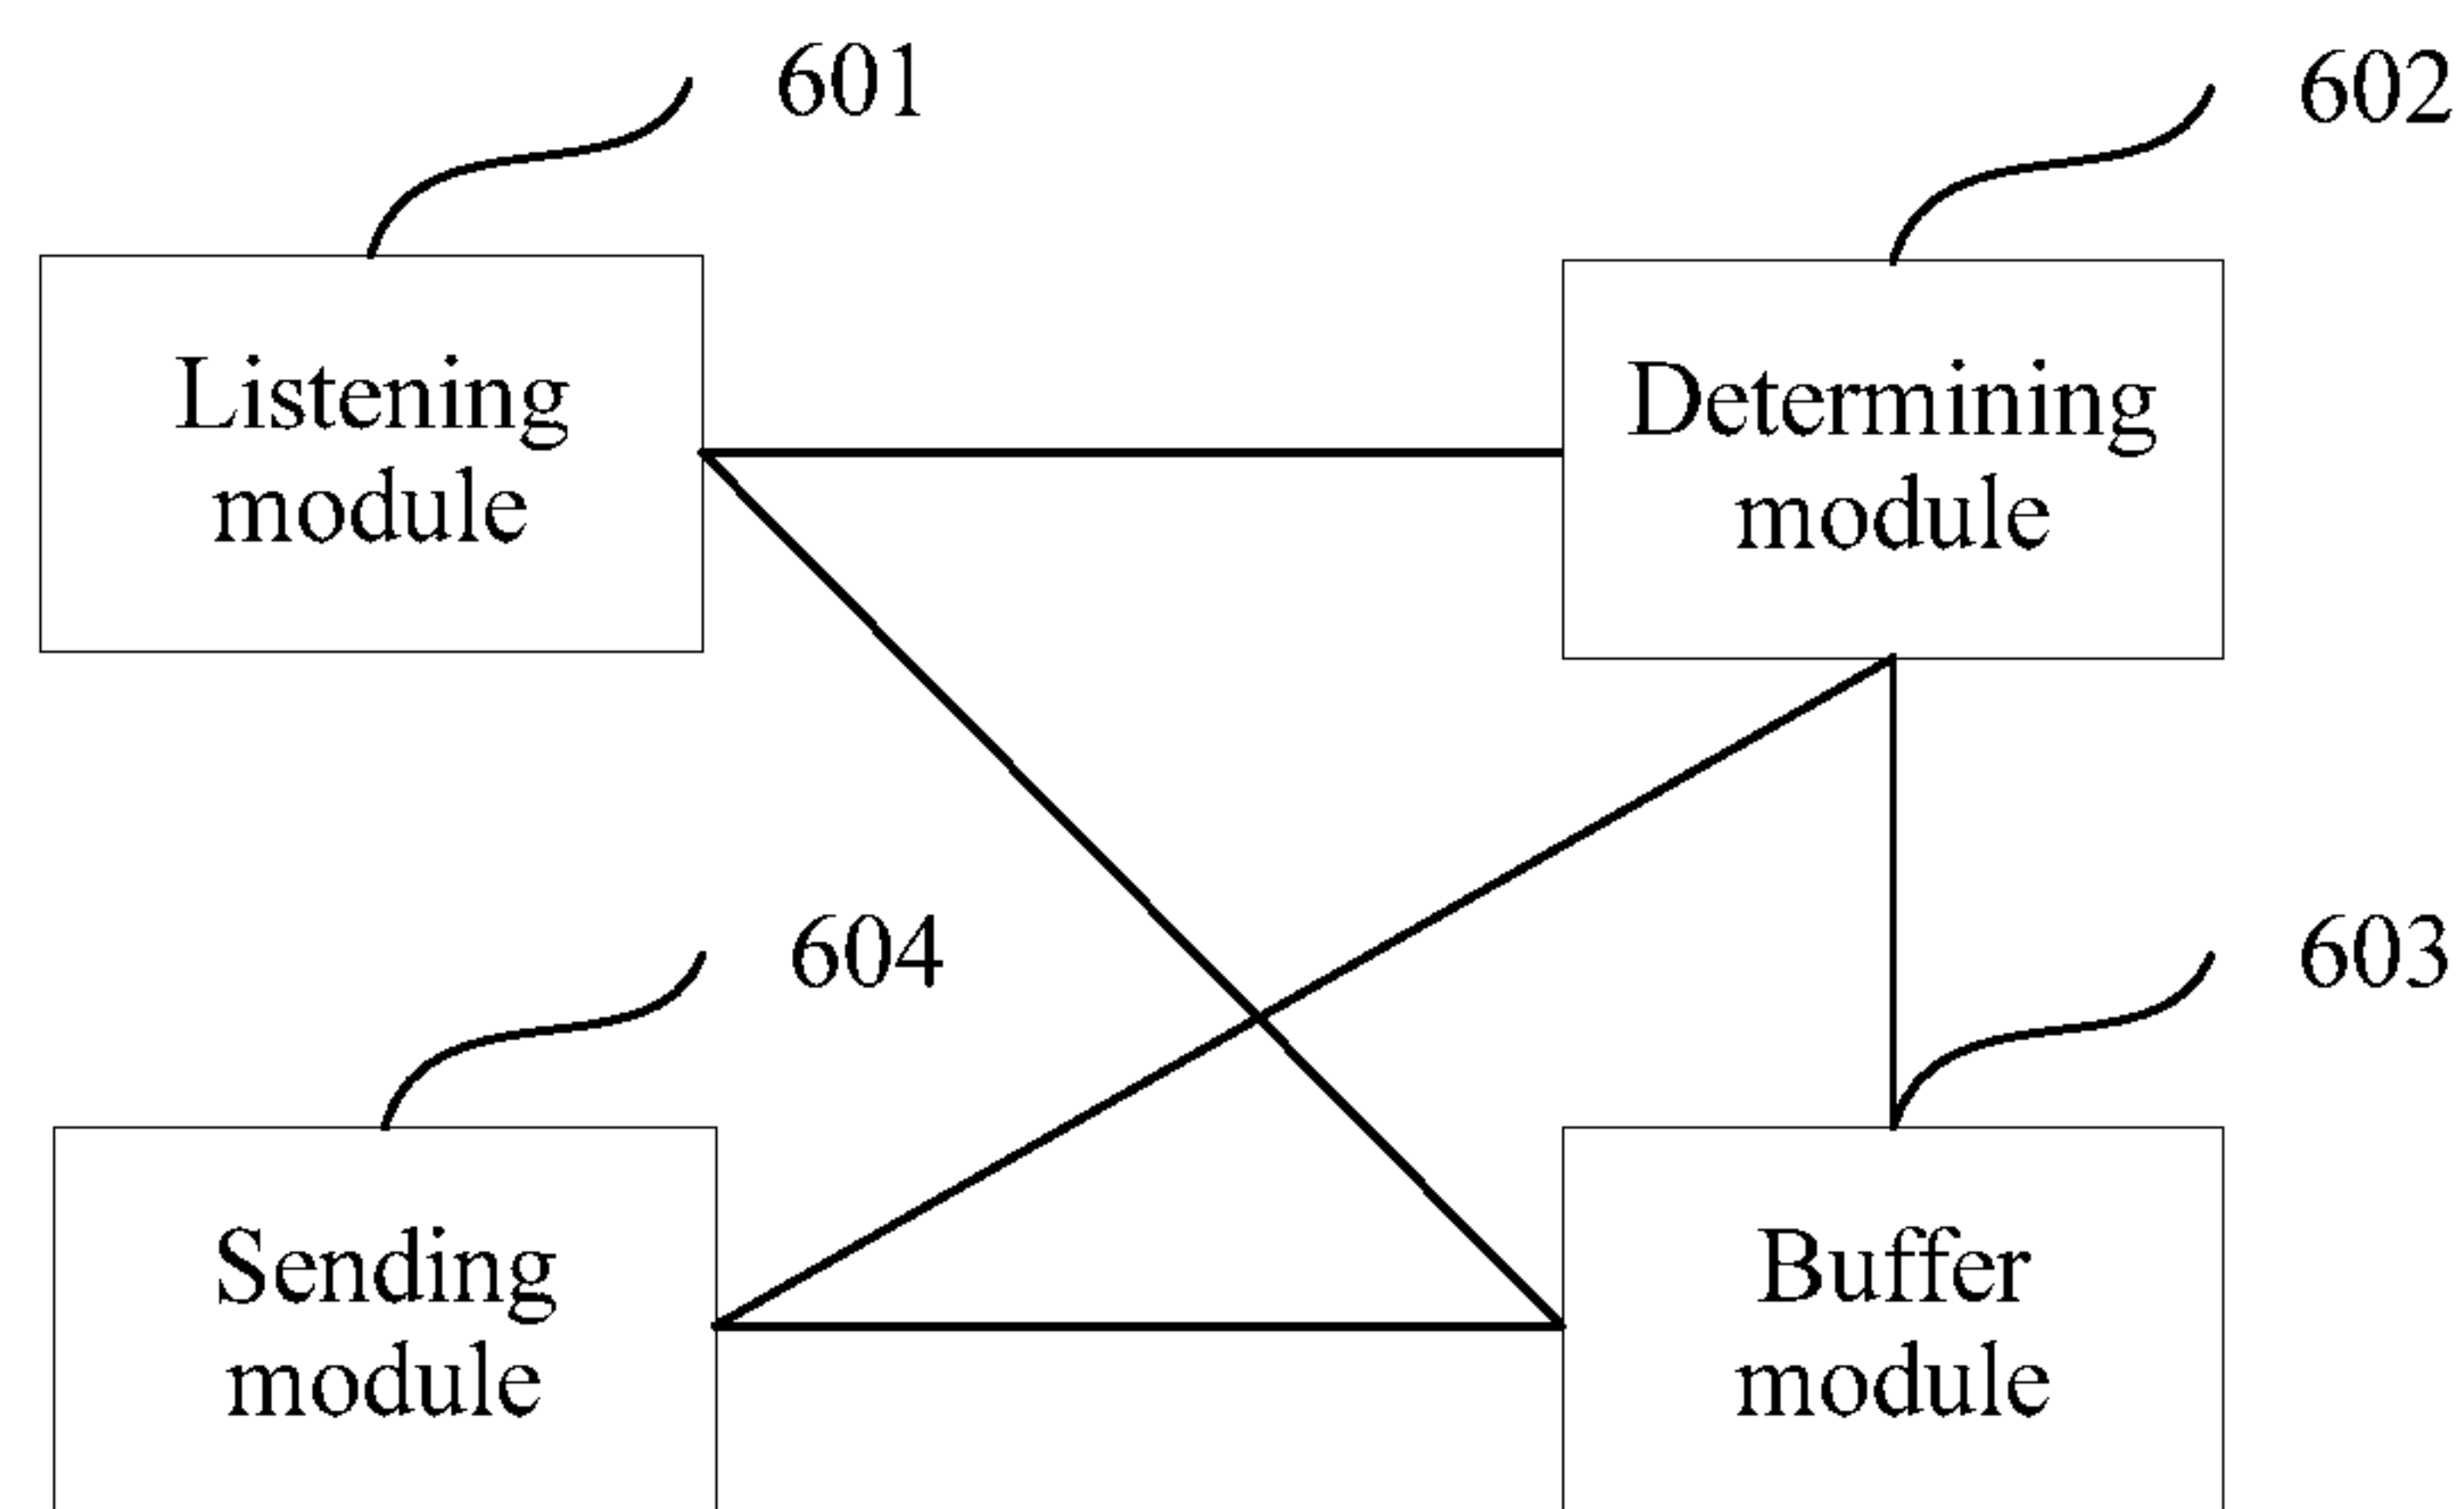 601
602
Listening
module
Determining
module
604
603
Sending
module
Buffer
module